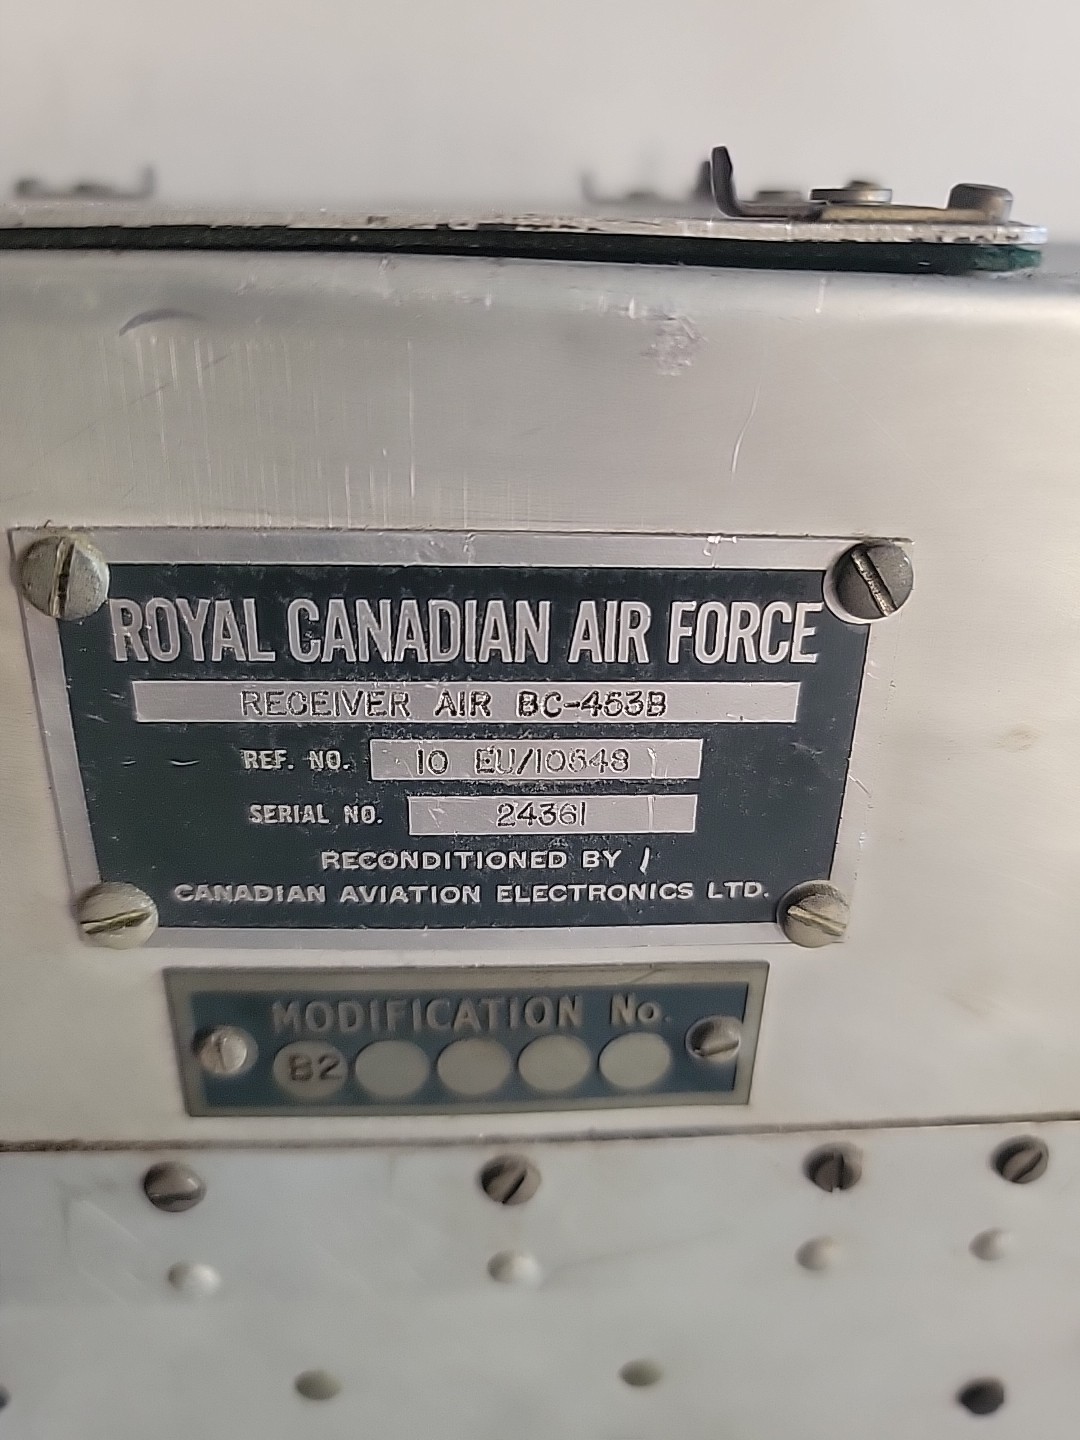 ROYAL CANADIAN AIR FORCE
RECEIVER AIR BC-453B
REF. NO. 10 EU/10648
SERIAL NO. 24361
RECONDITIONED BY
CANADIAN AVIATION ELECTRONICS LTD.
MODIFICATION No.
B2